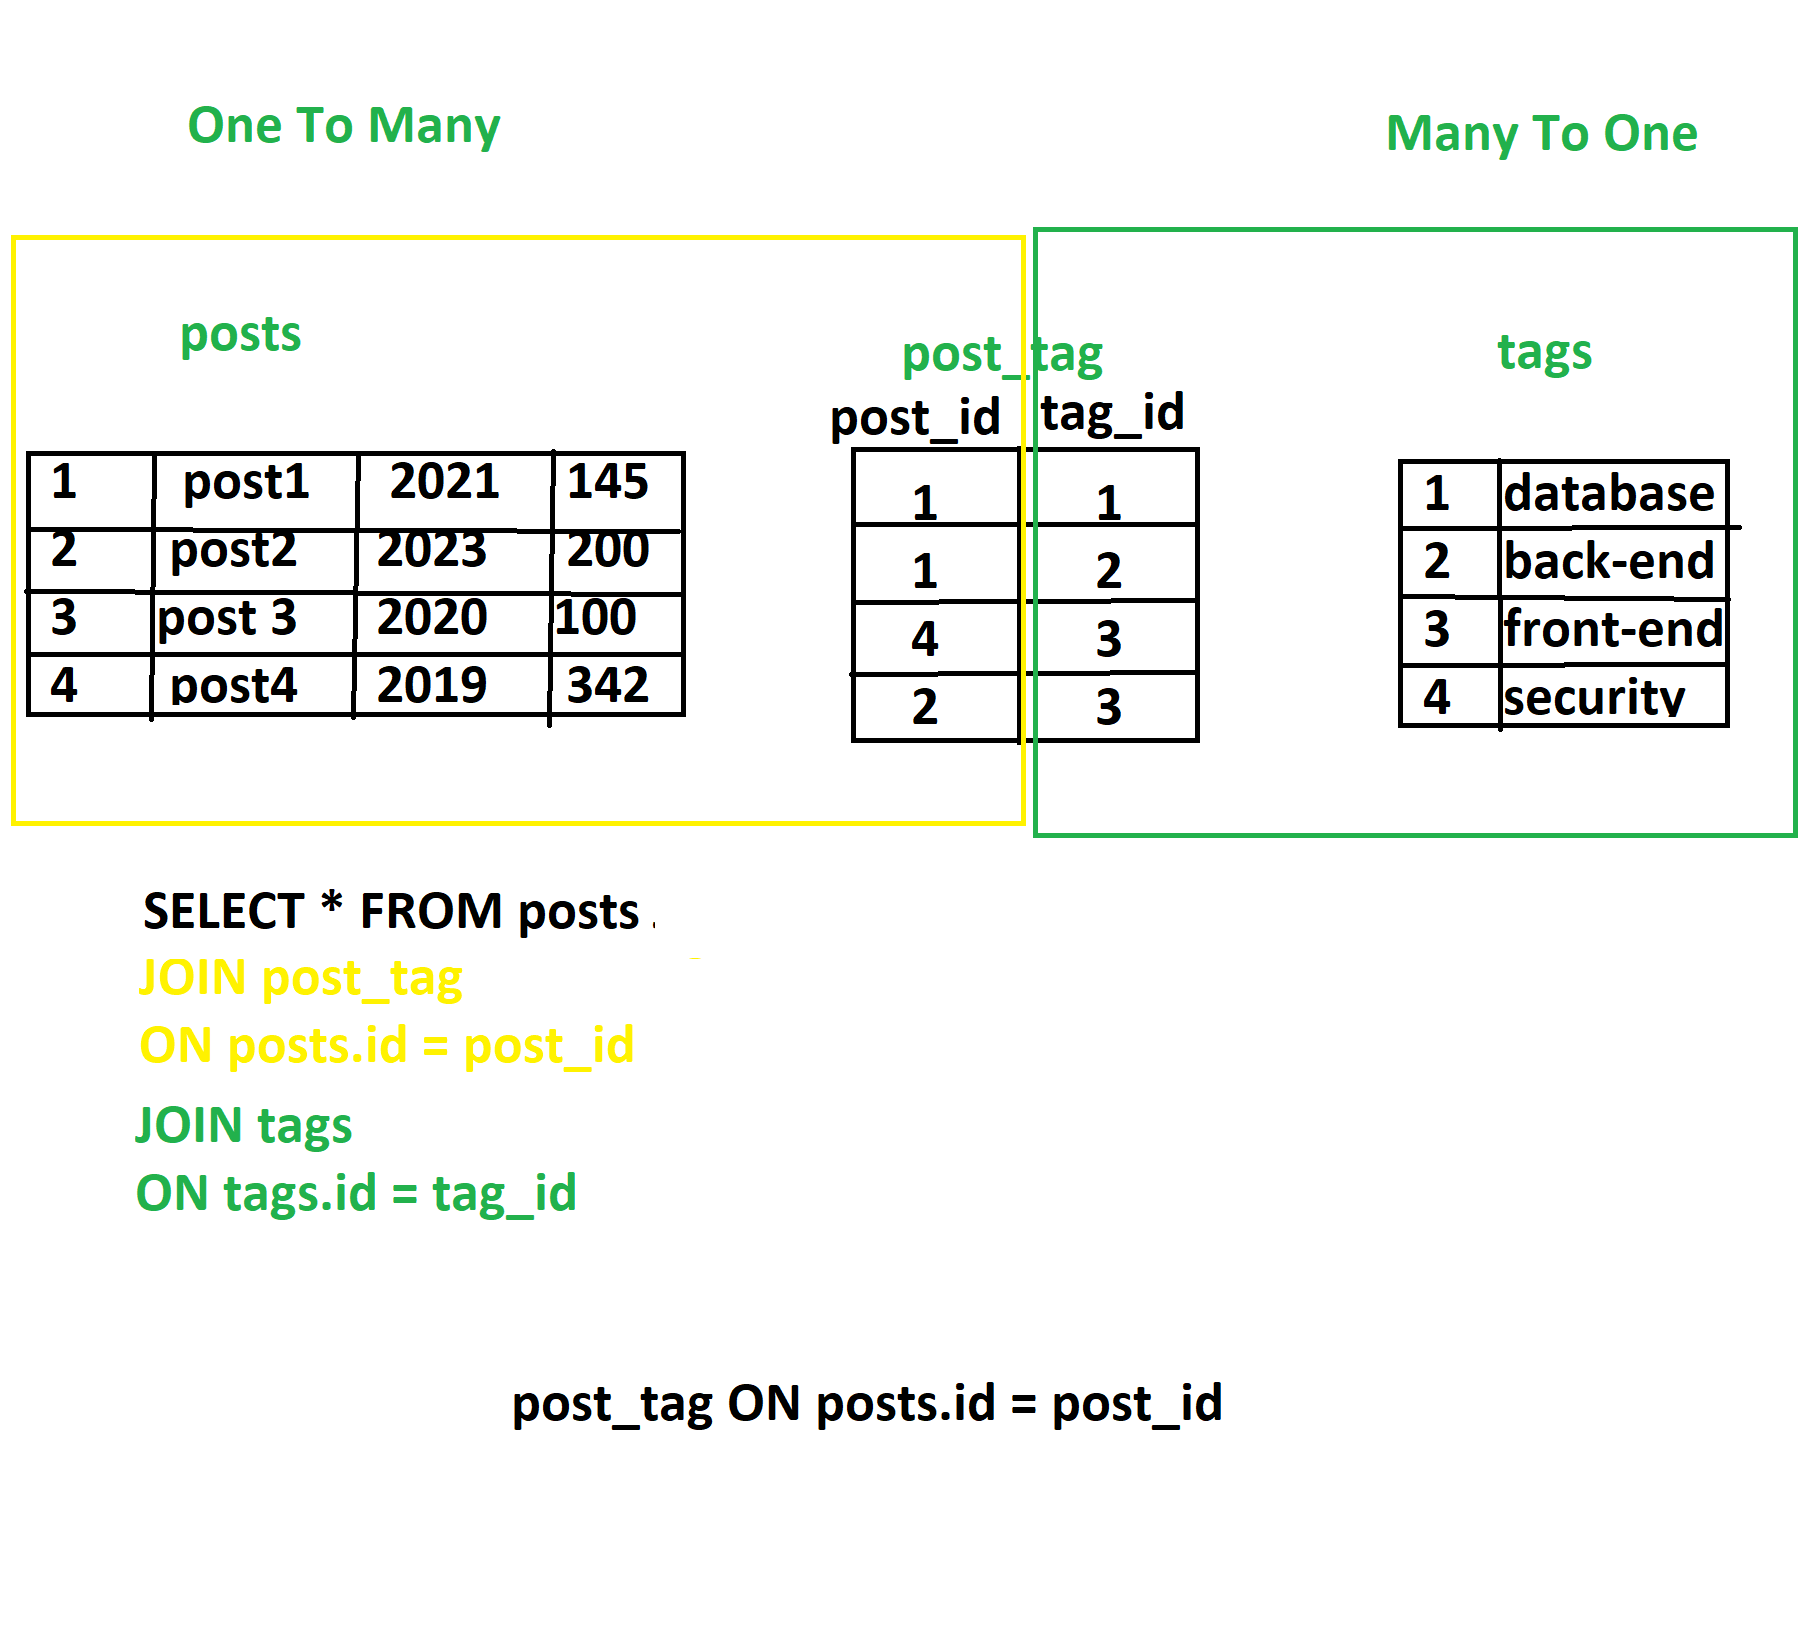 One To Many
Many To One
posts
post_tag
tags
post_id tag_id
1 post1 2021 145
2 post2 2023 200
3 post 3 2020 100
4 post4 2019 342
1 1
1 2
4 3
2 3
1 database
2 back-end
3 front-end
4 security
SELECT * FROM posts .
JOIN post_tag
ON posts.id = post_id
JOIN tags
ON tags.id = tag_id
post_tag ON posts.id = post_id